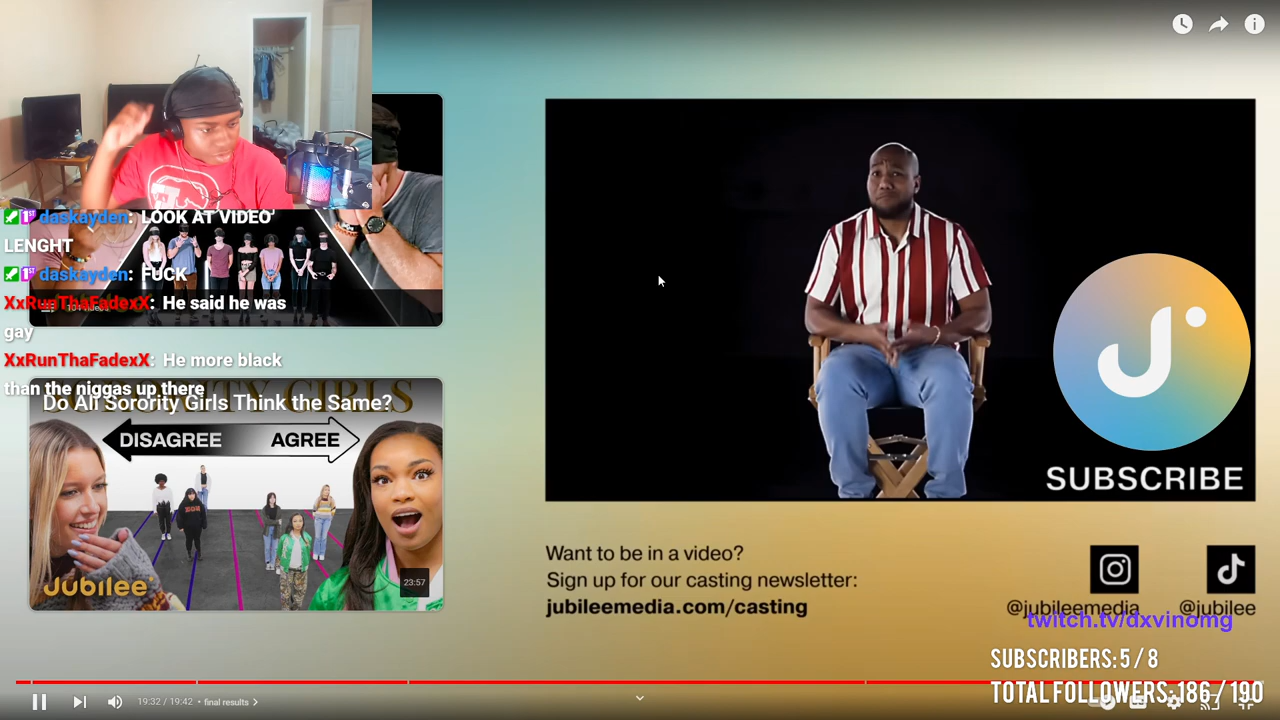 daskayden: LOOK AT VIDEO
LENGHT
daskayden: FUCK
XxRunThaFadexX: He said he was
gay
XxRunThaFadexX: He more black
than the niggas up there
Do All Sorority Girls Think the Same?
DISAGREE
AGREE
Jubilee
23:57
SUBSCRIBE
Want to be in a video?
Sign up for our casting newsletter:
jubileemedia.com/casting
@jubileemedia
@jubilee
twitch.tv/dxvinomg
SUBSCRIBERS: 5 / 8
TOTAL FOLLOWERS: 186 / 190
19:32 / 19:42 • final results >